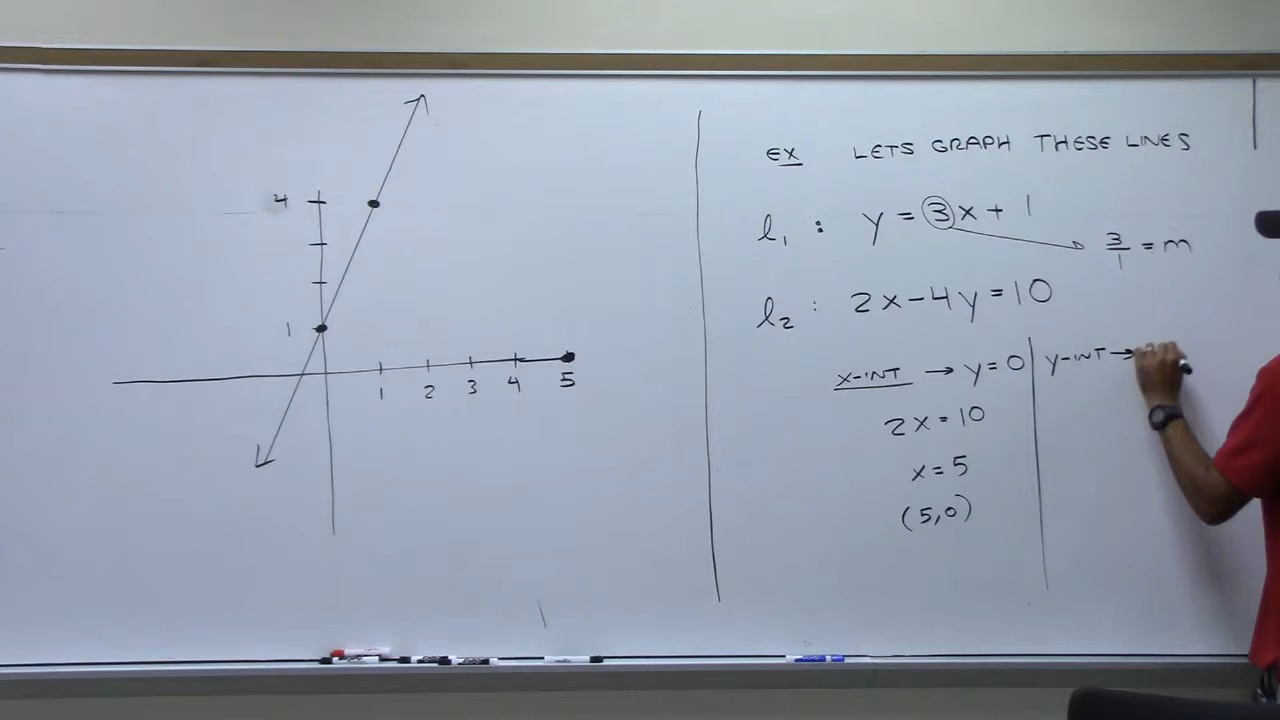 4
1
1 2 3 4 5
EX LETS GRAPH THESE LINES
l₁ : y = 3x + 1
3/1 = m
l₂ : 2x - 4y = 10
x-INT → y = 0
2x = 10
x = 5
(5,0)
y-INT →